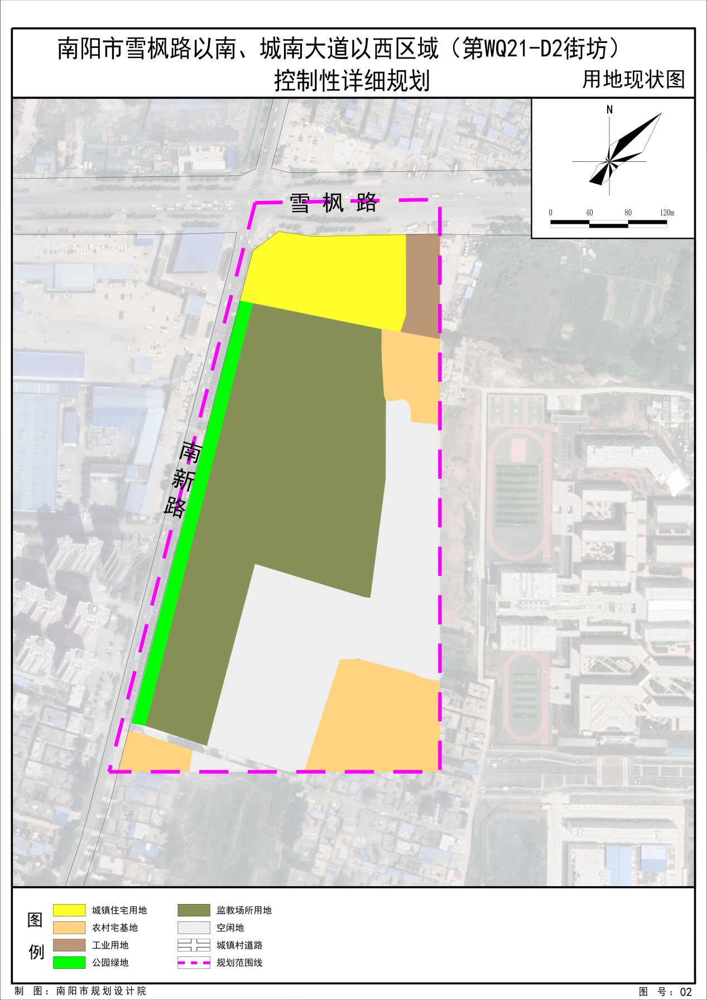 南阳市雪枫路以南、城南大道以西区域（第WQ21-D2街坊）
控制性详细规划
用地现状图
N
0 40 80 120m
雪枫路
南新路
图例
城镇住宅用地
农村宅基地
工业用地
公园绿地
监教场所用地
空闲地
城镇村道路
规划范围线
制 图：南阳市规划设计院
图 号：02